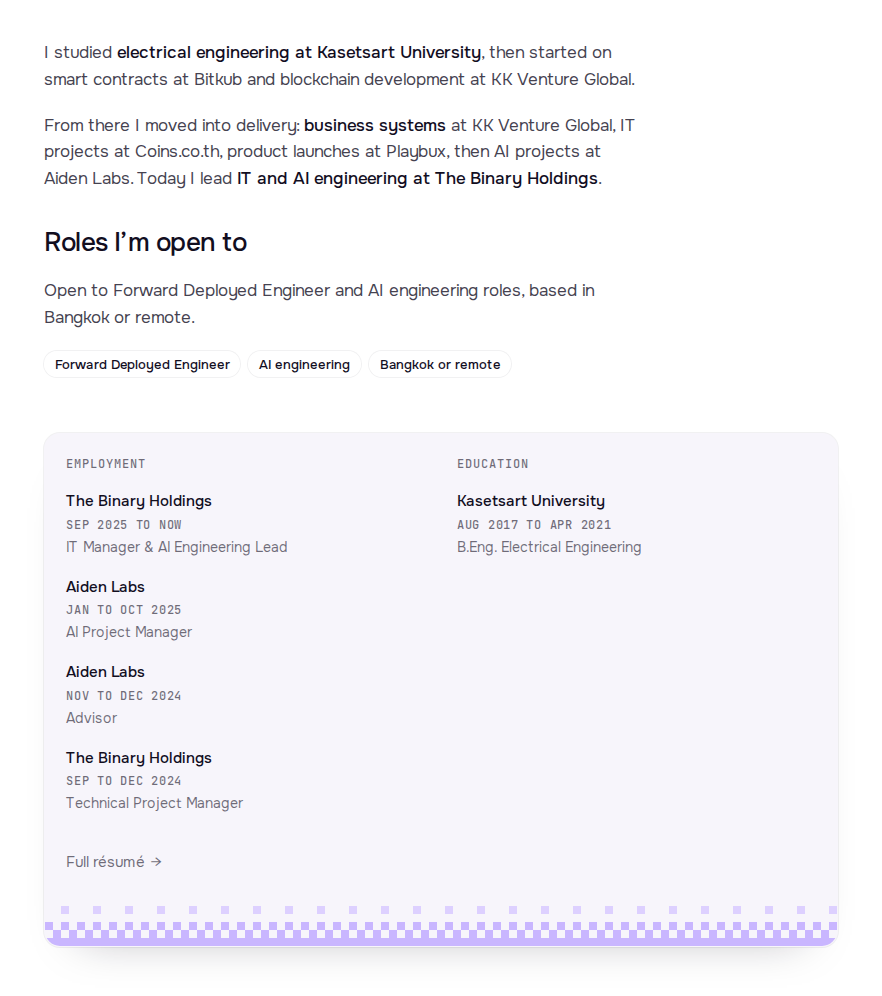 I studied electrical engineering at Kasetsart University, then started on
smart contracts at Bitkub and blockchain development at KK Venture Global.
From there I moved into delivery: business systems at KK Venture Global, IT
projects at Coins.co.th, product launches at Playbux, then AI projects at
Aiden Labs. Today I lead IT and AI engineering at The Binary Holdings.
Roles I’m open to
Open to Forward Deployed Engineer and AI engineering roles, based in
Bangkok or remote.
Forward Deployed Engineer AI engineering Bangkok or remote
EMPLOYMENT
The Binary Holdings
SEP 2025 TO NOW
IT Manager & AI Engineering Lead
Aiden Labs
JAN TO OCT 2025
AI Project Manager
Aiden Labs
NOV TO DEC 2024
Advisor
The Binary Holdings
SEP TO DEC 2024
Technical Project Manager
Full résumé →
EDUCATION
Kasetsart University
AUG 2017 TO APR 2021
B.Eng. Electrical Engineering